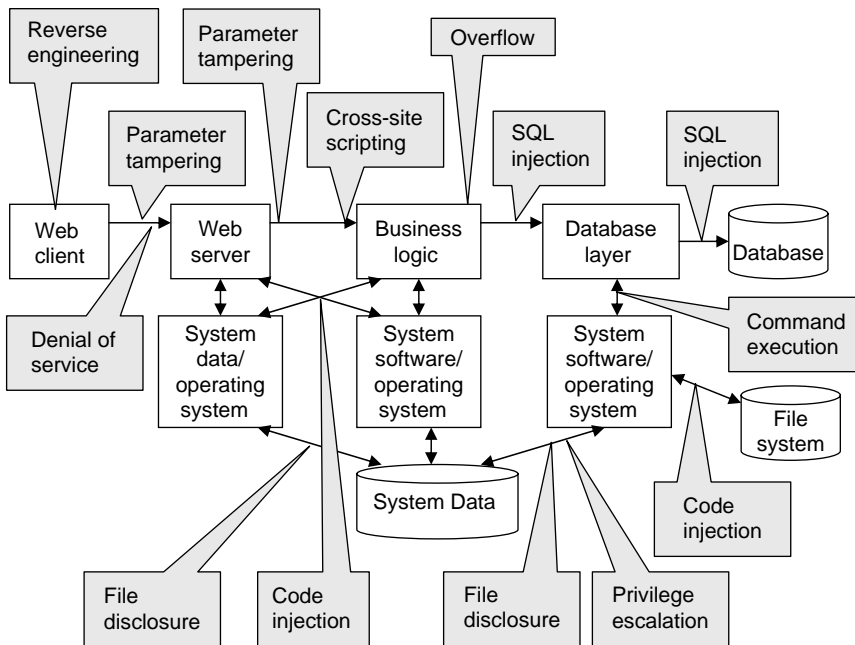 Reverse
engineering
Parameter
tampering
Overflow
Parameter
tampering
Cross-site
scripting
SQL
injection
SQL
injection
Web
client
Web
server
Business
logic
Database
layer
Database
Denial of
service
System
data/
operating
system
System
software/
operating
system
System
software/
operating
system
Command
execution
File
system
System Data
Code
injection
File
disclosure
Code
injection
File
disclosure
Privilege
escalation